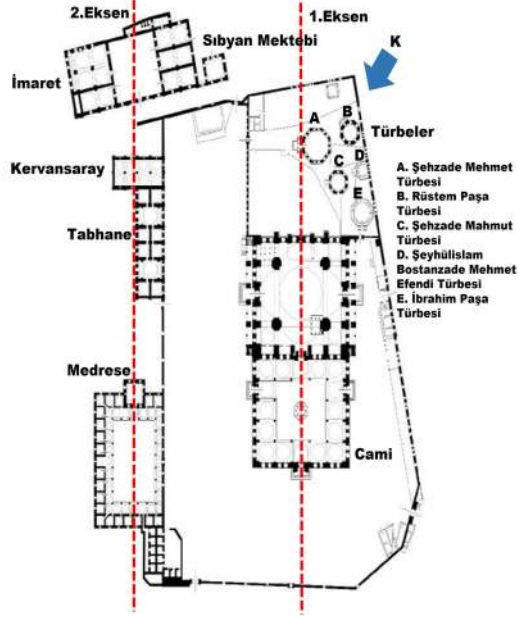 2.Eksen
1.Eksen
K
Sıbyan Mektebi
İmaret
A
B
Türbeler
Kervansaray
C
D
E
A. Şehzade Mehmet
Türbesi
B. Rüstem Paşa
Türbesi
C. Şehzade Mahmut
Türbesi
D. Şeyhülislam
Bostanzade Mehmet
Efendi Türbesi
E. İbrahim Paşa
Türbesi
Tabhane
Medrese
Cami